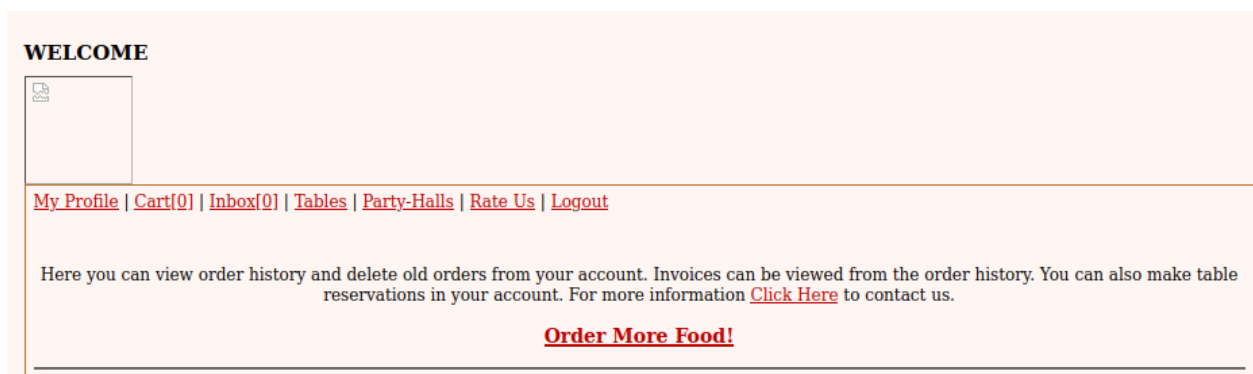 WELCOME
My Profile | Cart[0] | Inbox[0] | Tables | Party-Halls | Rate Us | Logout
Here you can view order history and delete old orders from your account. Invoices can be viewed from the order history. You can also make table
reservations in your account. For more information Click Here to contact us.
Order More Food!